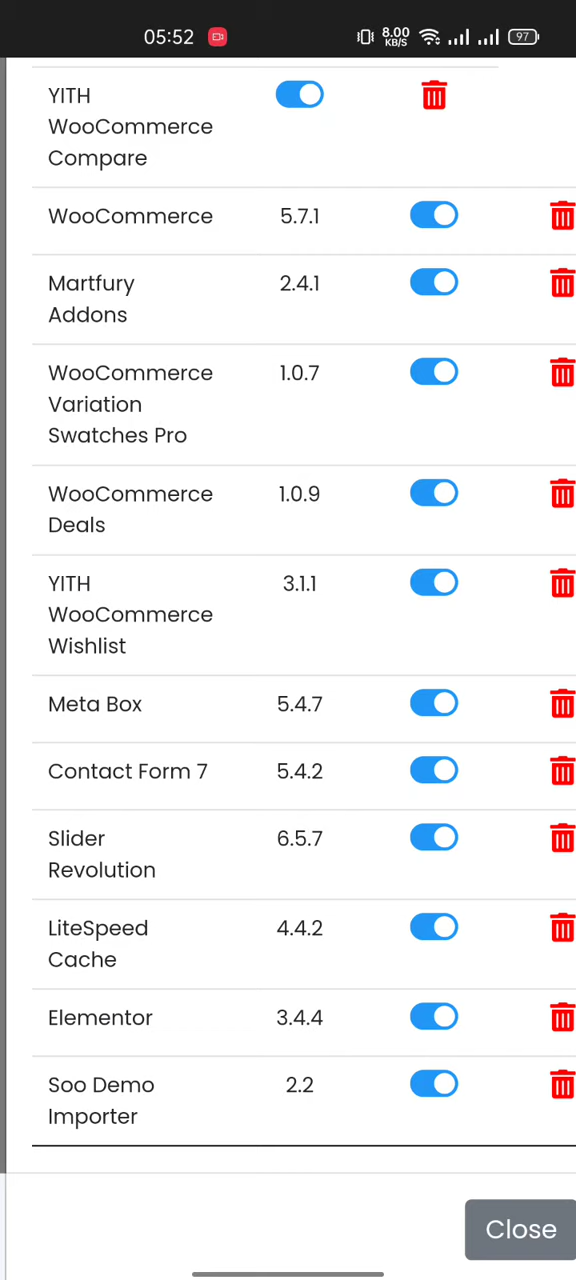 05:52
8.00
KB/S
97
YITH
WooCommerce
Compare
WooCommerce 5.7.1
Martfury 2.4.1
Addons
WooCommerce 1.0.7
Variation
Swatches Pro
WooCommerce 1.0.9
Deals
YITH 3.1.1
WooCommerce
Wishlist
Meta Box 5.4.7
Contact Form 7 5.4.2
Slider 6.5.7
Revolution
LiteSpeed 4.4.2
Cache
Elementor 3.4.4
Soo Demo 2.2
Importer
Close